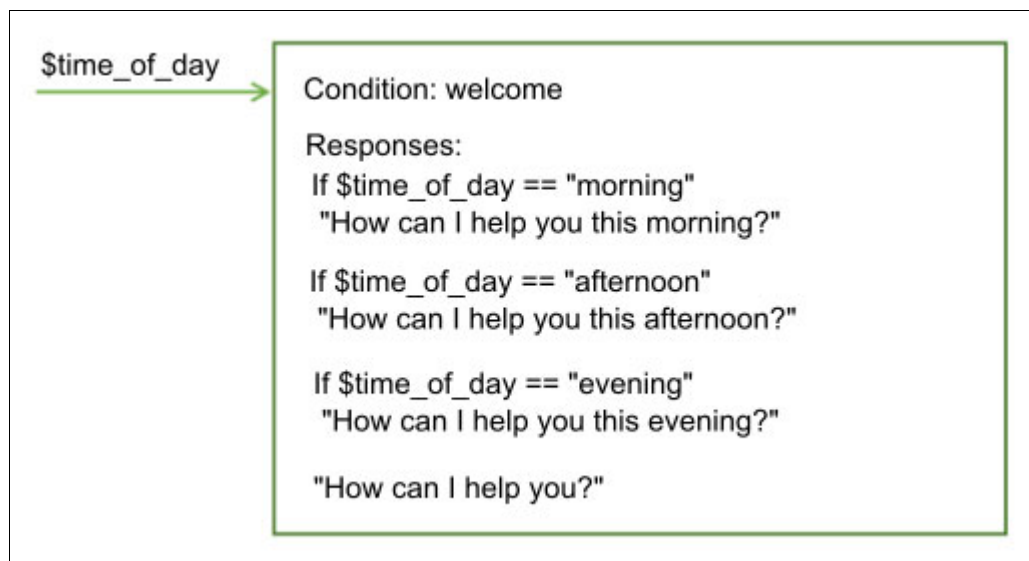 $time_of_day
Condition: welcome
Responses:
If $time_of_day == "morning"
"How can I help you this morning?"
If $time_of_day == "afternoon"
"How can I help you this afternoon?"
If $time_of_day == "evening"
"How can I help you this evening?"
"How can I help you?"